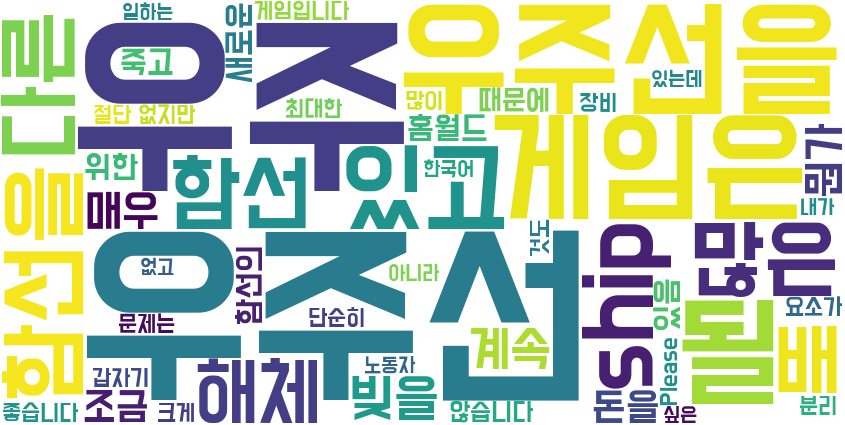 일하는
게임입니다
우주
우주선을
다른
죽고
새로운
있는데
절단 없지만
최대한
많이
때문에
장비
홈월드
게임은
뭔가
위한
함선
있고
한국어
매우
내가
함선을
우주선
없고
함선의
아니라
것도
ship
많은
있음
요소가
문제는
단순히
계속
될
배
갑자기
해체
노동자
빚을
Please
좋습니다
조금
크게
않습니다
돈을
싶은
분리